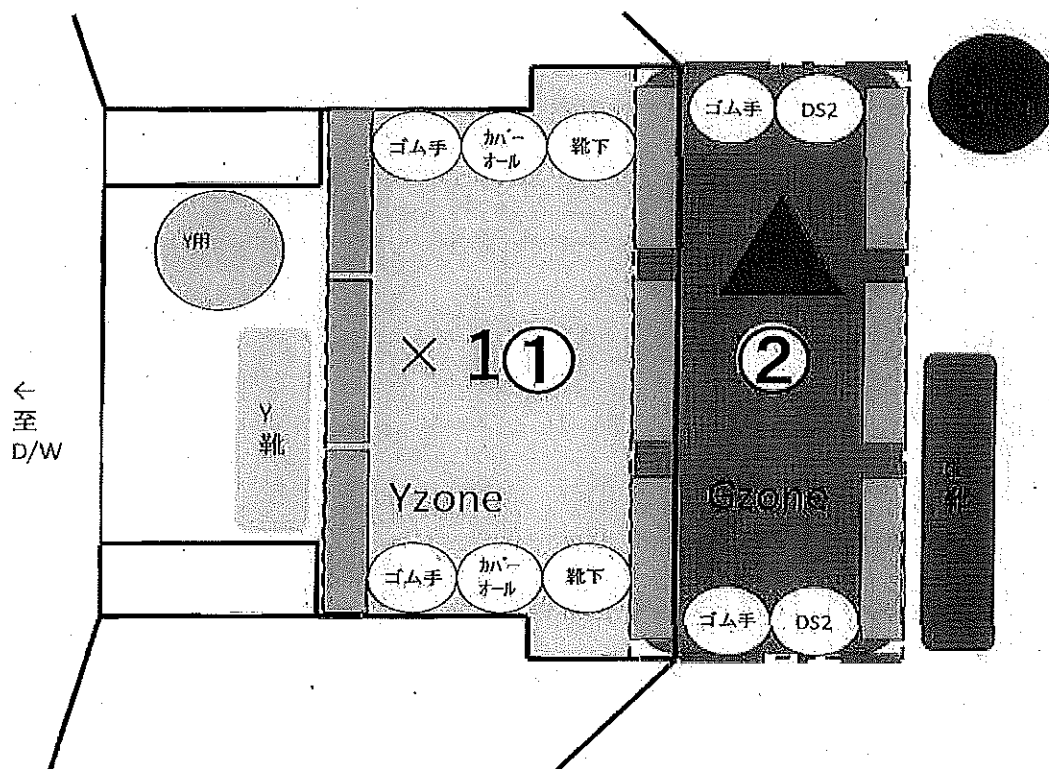 ゴム手
DS2
ゴム手
カバー
オール
靴下
Y用
×1①
②
←
至
D/W
Y
靴
Yzone
Gzone
G
靴
ゴム手
カバー
オール
靴下
ゴム手
DS2